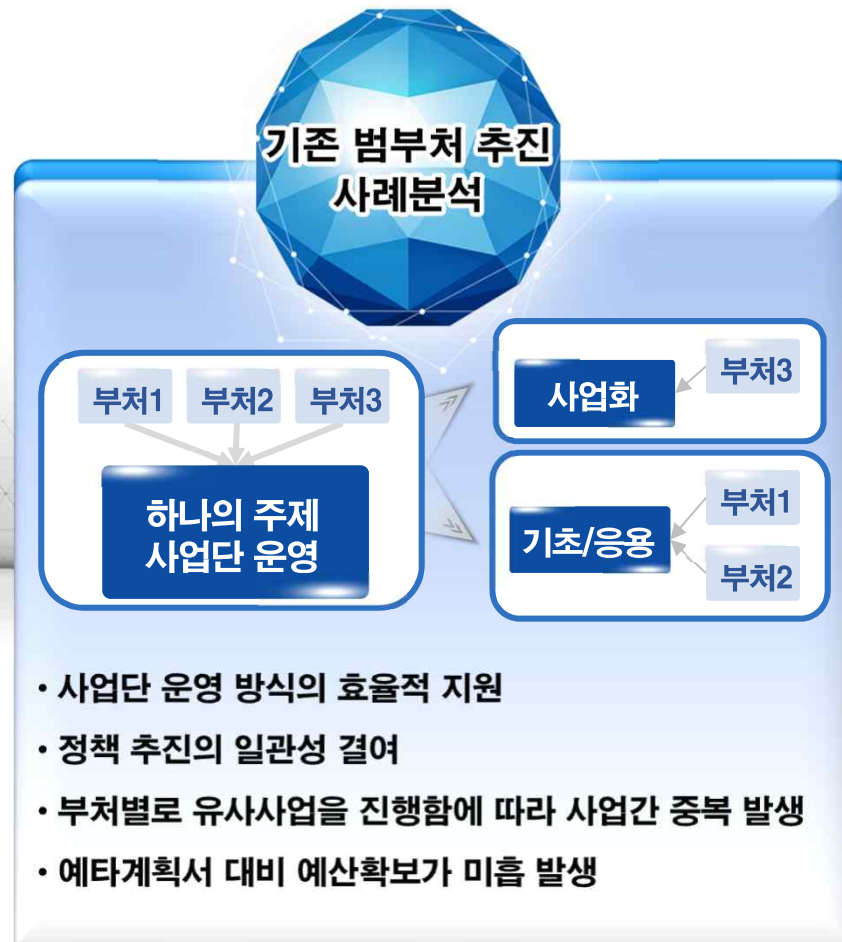 기존 범부처 추진
사례분석
부처1 부처2 부처3
하나의 주제
사업단 운영
사업화
부처3
기초/응용
부처1
부처2
• 사업단 운영 방식의 효율적 지원
• 정책 추진의 일관성 결여
• 부처별로 유사사업을 진행함에 따라 사업간 중복 발생
• 예타계획서 대비 예산확보가 미흡 발생